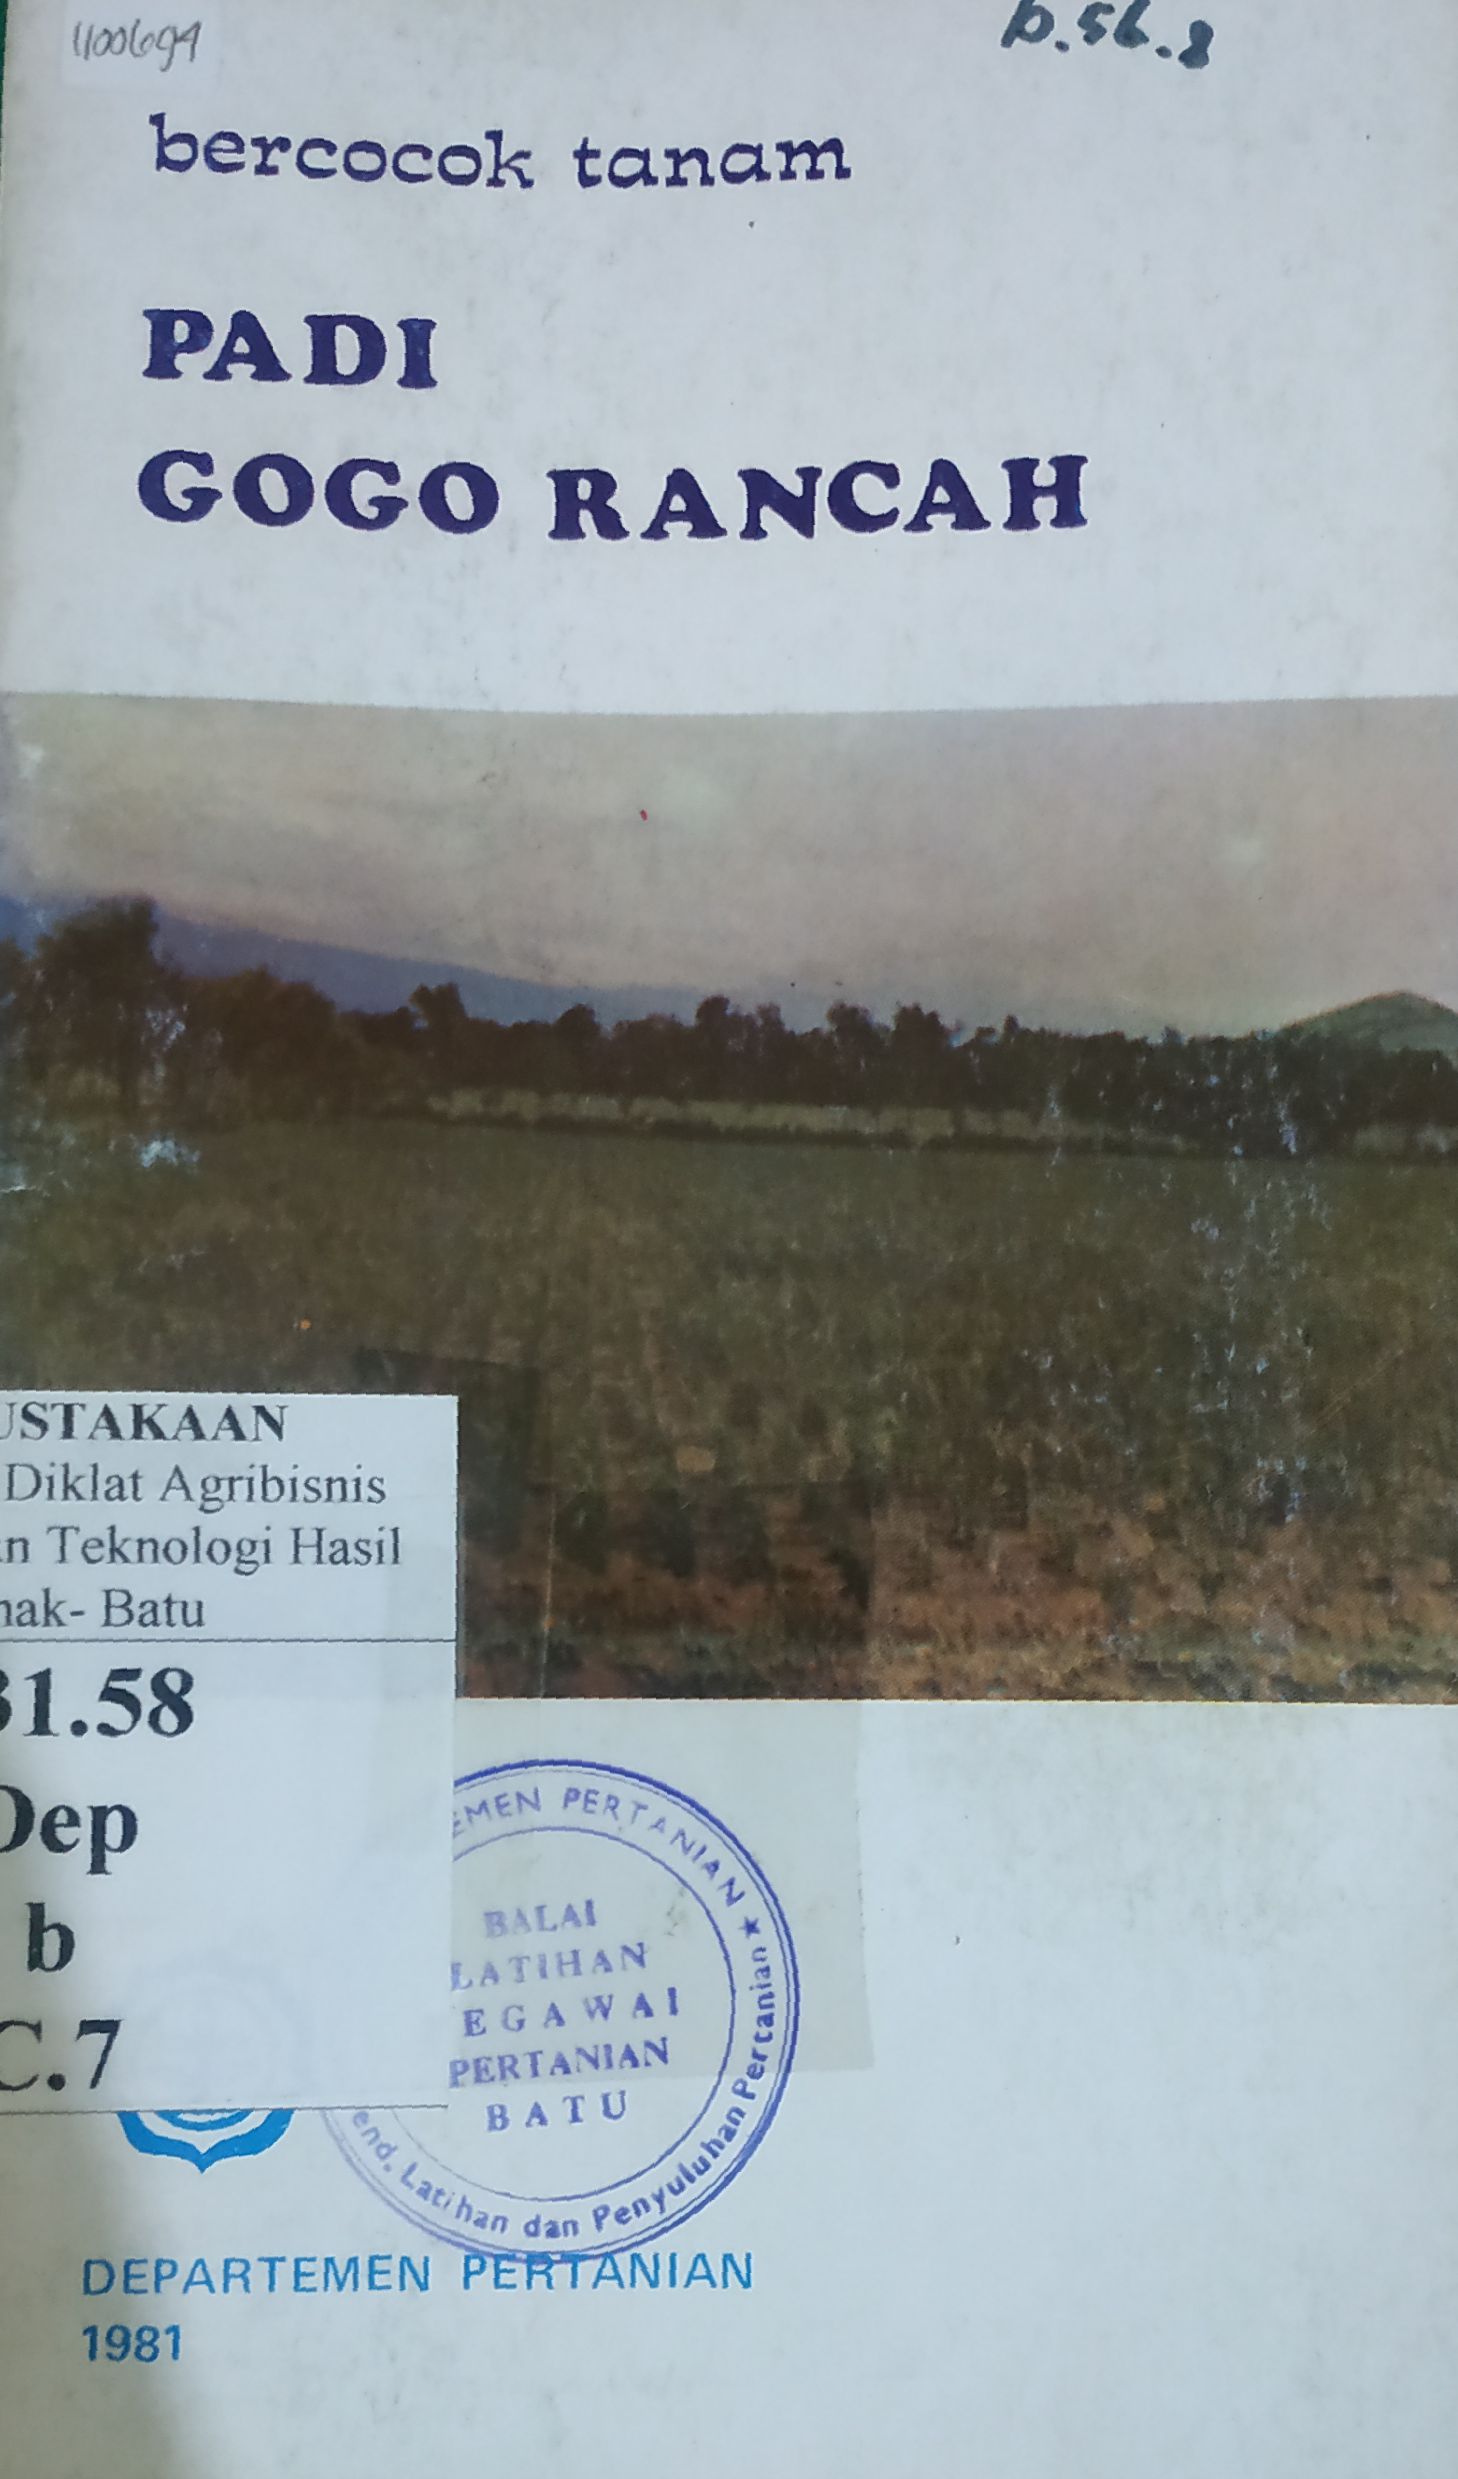 1100694
b.56.8
bercocok tanam
PADI
GOGO RANCAH
USTAKAAN
Diklat Agribisnis
n Teknologi Hasil
nak- Batu
31.58
Dep
b
C.7
EMEN PERTANIAN ★
BALAI
LATIHAN
EGAWAI
PERTANIAN
BATU
end. Latihan dan Penyuluhan Pertanian
DEPARTEMEN PERTANIAN
1981